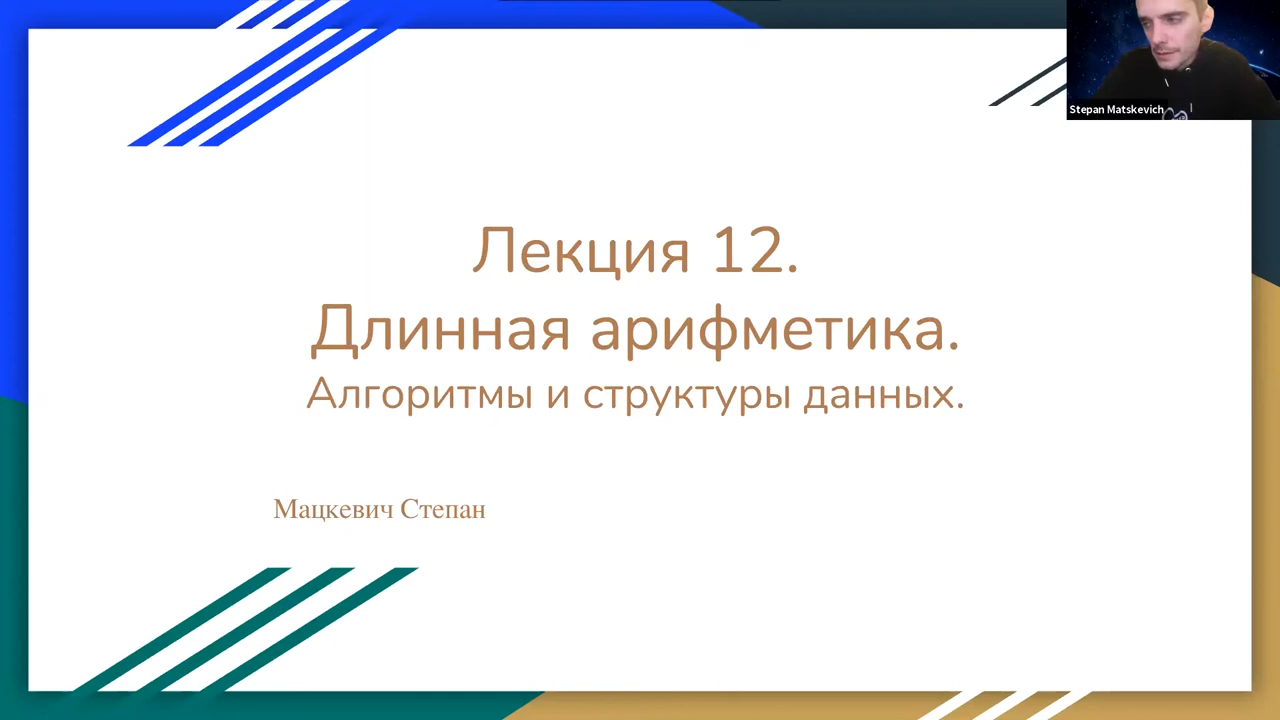 Stepan Matskevich
Лекция 12.
Длинная арифметика.
Алгоритмы и структуры данных.
Мацкевич Степан